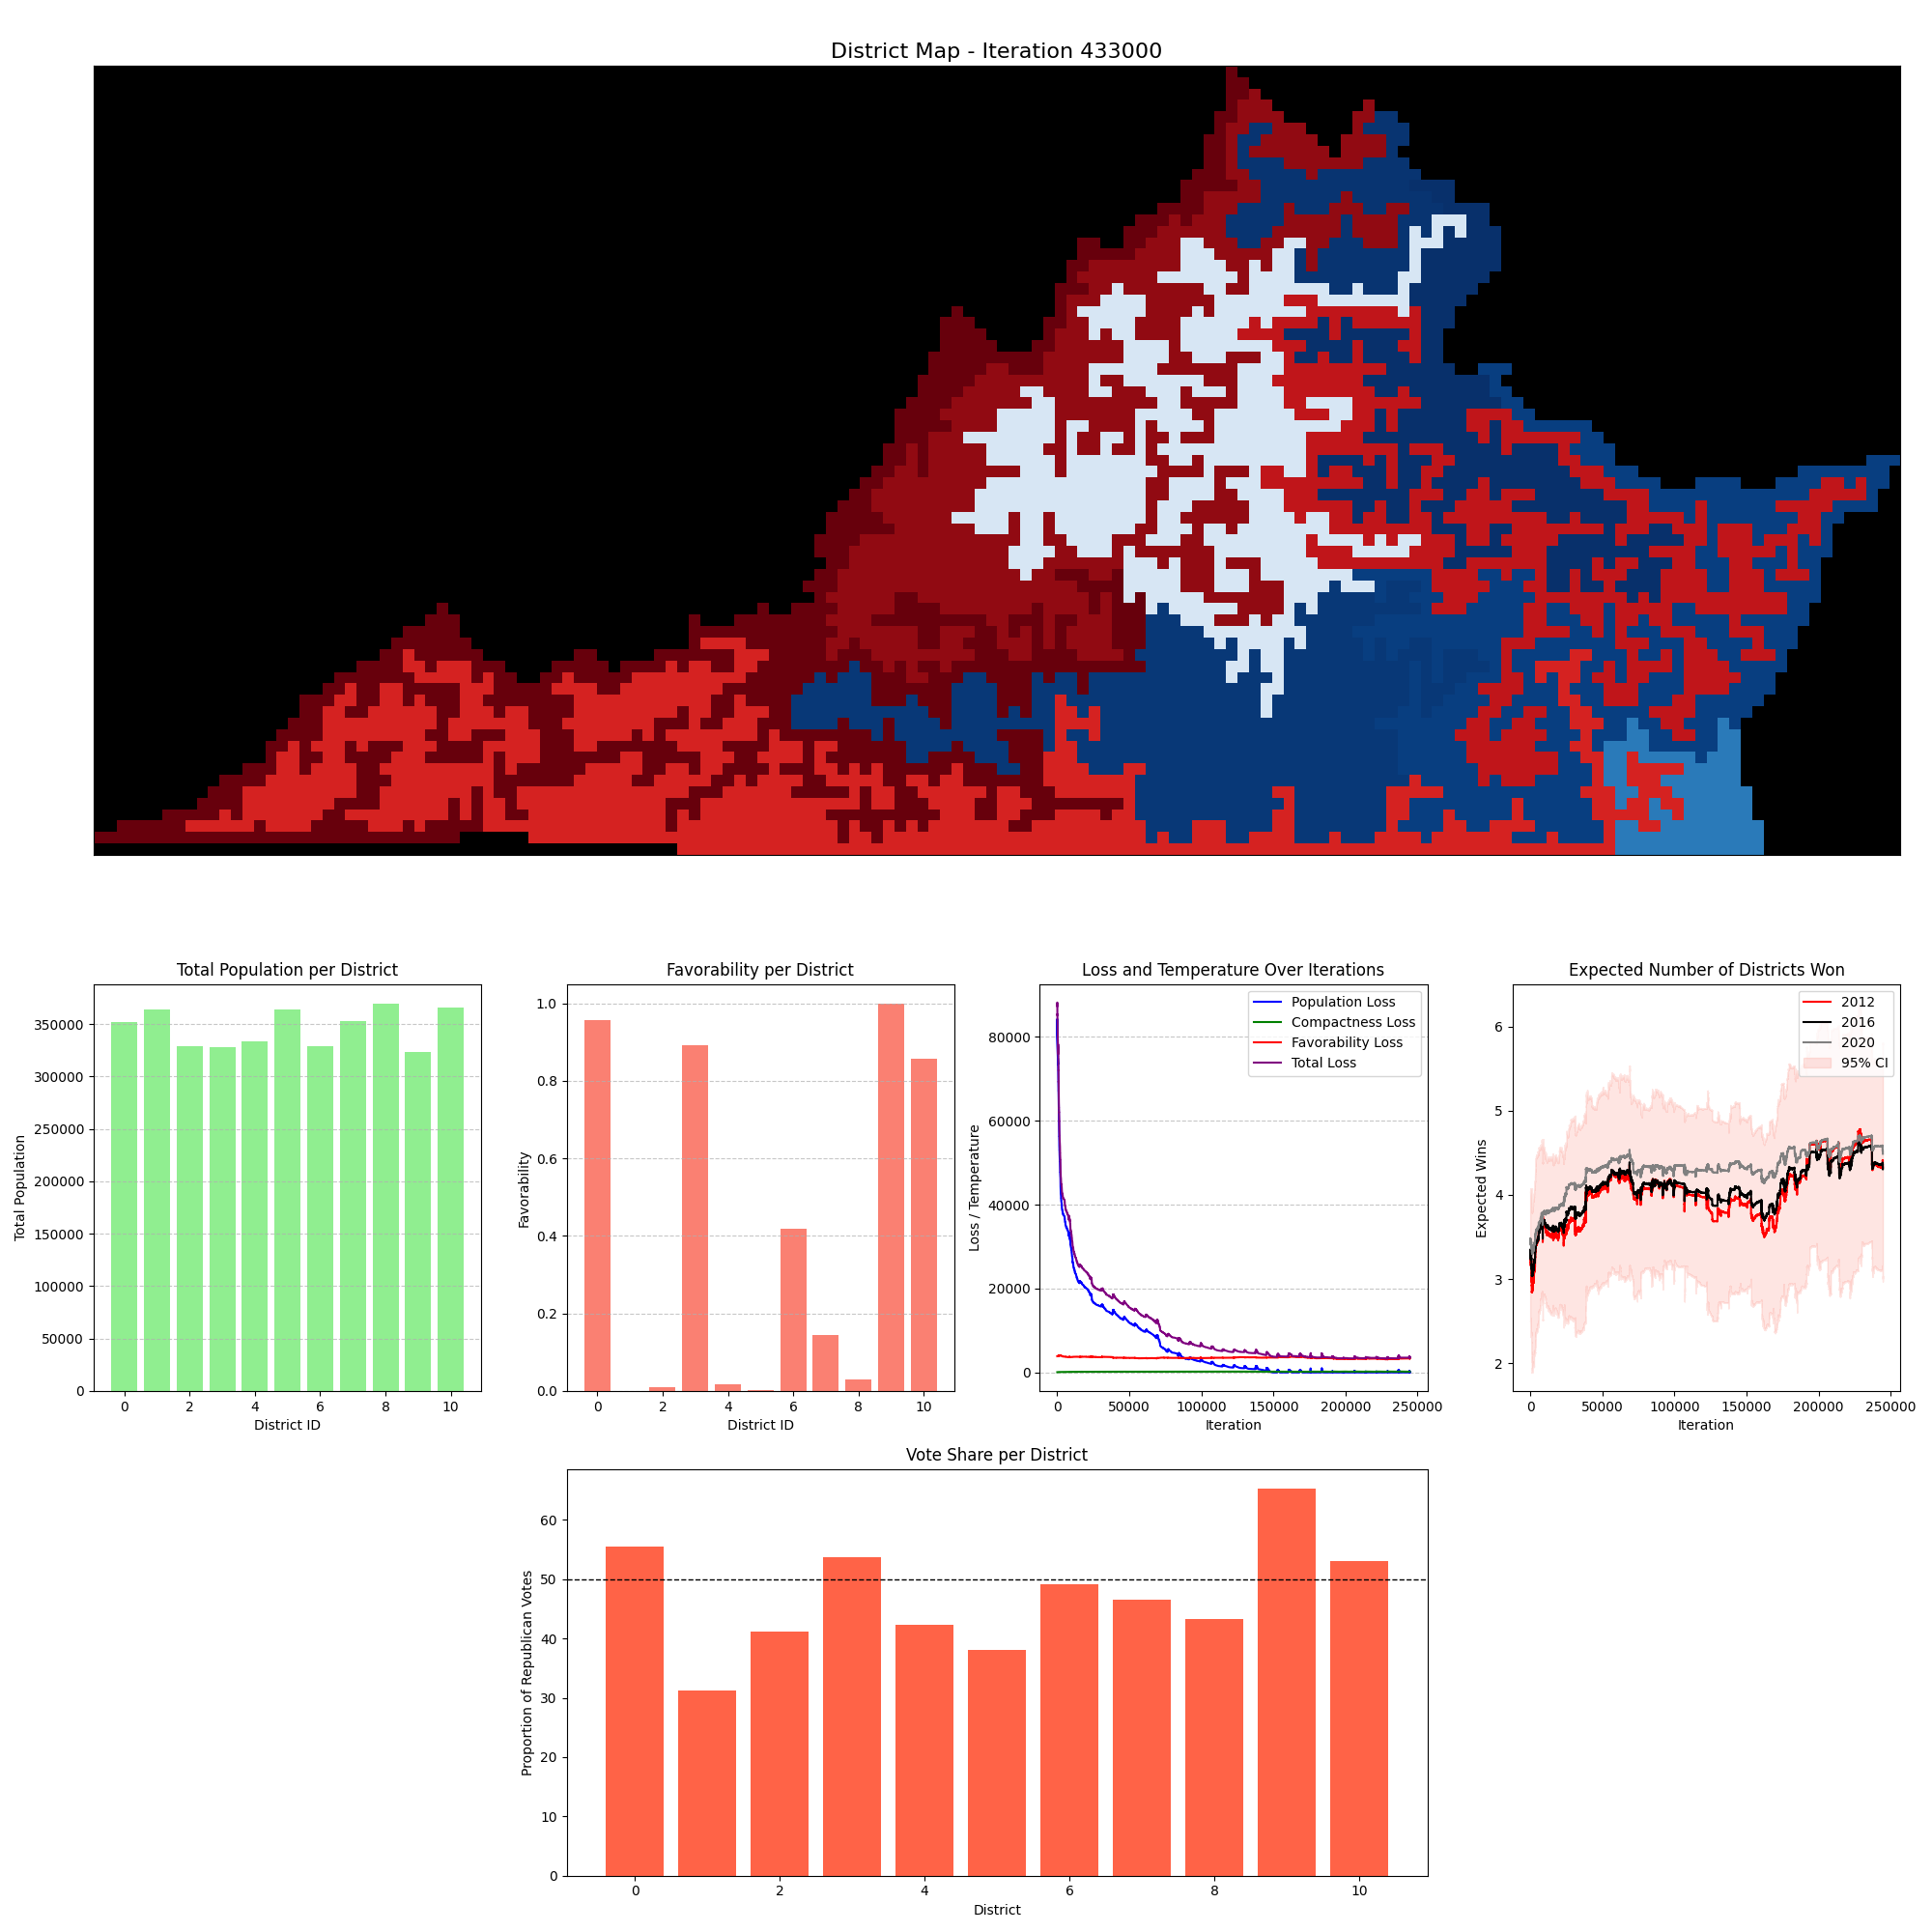 District Map - Iteration 433000
Total Population per District
Total Population
350000
300000
250000
200000
150000
100000
50000
0
0 2 4 6 8 10
District ID
Favorability per District
Favorability
1.0
0.8
0.6
0.4
0.2
0.0
0 2 4 6 8 10
District ID
Loss and Temperature Over Iterations
Loss / Temperature
80000
60000
40000
20000
0
Population Loss
Compactness Loss
Favorability Loss
Total Loss
0 50000 100000 150000 200000 250000
Iteration
Expected Number of Districts Won
Expected Wins
6
5
4
3
2
2012
2016
2020
95% CI
0 50000 100000 150000 200000 250000
Iteration
Vote Share per District
Proportion of Republican Votes
60
50
40
30
20
10
0
0 2 4 6 8 10
District